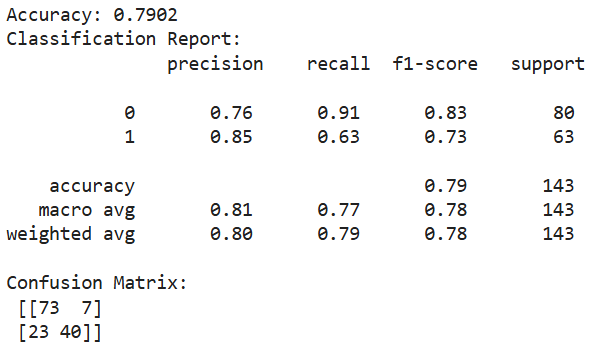 Accuracy: 0.7902
Classification Report:
              precision    recall  f1-score   support

           0       0.76      0.91      0.83        80
           1       0.85      0.63      0.73        63

    accuracy                           0.79       143
   macro avg       0.81      0.77      0.78       143
weighted avg       0.80      0.79      0.78       143

Confusion Matrix:
 [[73  7]
 [23 40]]